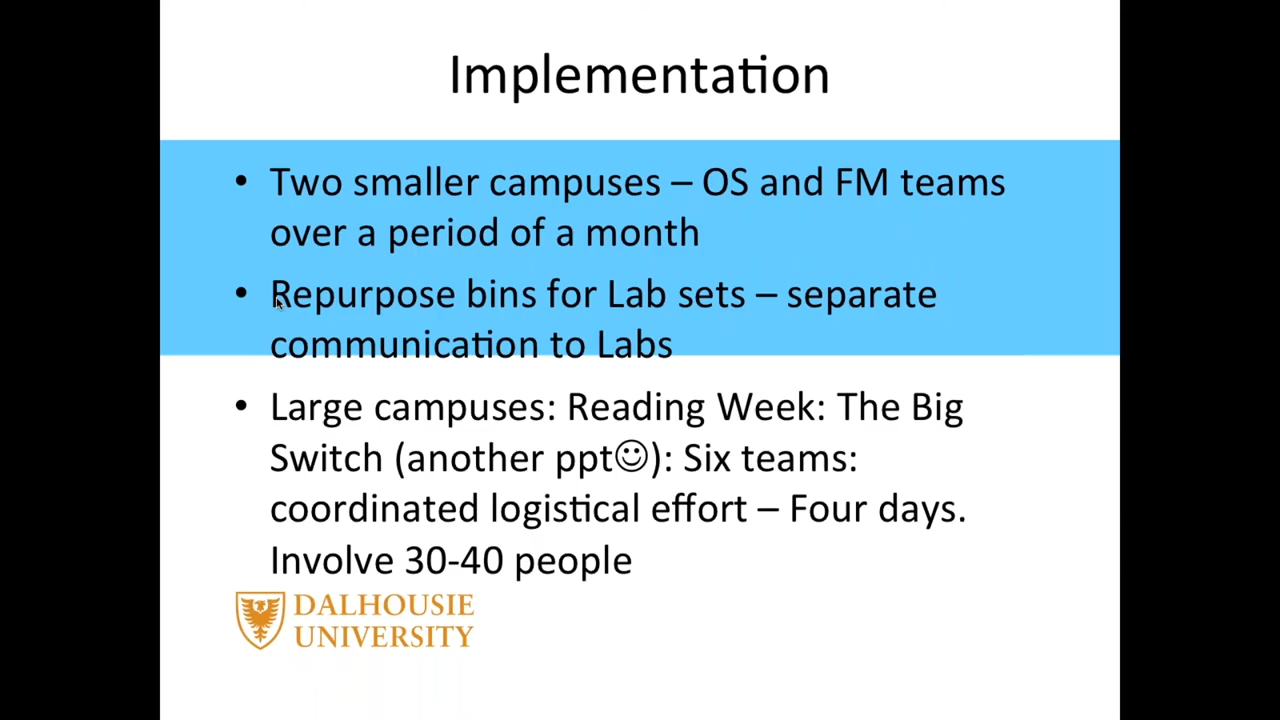 Implementation
• Two smaller campuses – OS and FM teams
over a period of a month
• Repurpose bins for Lab sets – separate
communication to Labs
• Large campuses: Reading Week: The Big
Switch (another ppt☺): Six teams:
coordinated logistical effort – Four days.
Involve 30-40 people
DALHOUSIE
UNIVERSITY